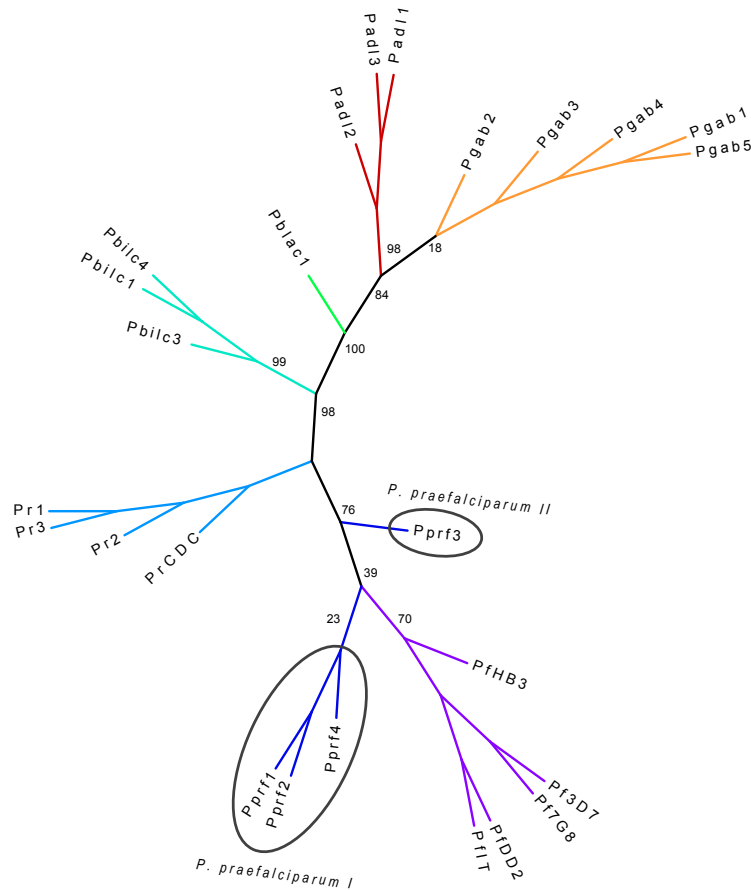 Padl3
Padl1
Padl2
Pgab2
Pgab3
Pgab4
Pgab1
Pgab5
98
18
84
Pblac1
100
Pbilc4
Pbilc1
Pbilc3
99
98
Pr1
Pr3
Pr2
PrCDC
76
P. praefalciparum II
Pprf3
39
23
70
PfHB3
Pprf4
Pprf1
Pprf2
Pf3D7
Pf7G8
PfDD2
PfIT
P. praefalciparum I